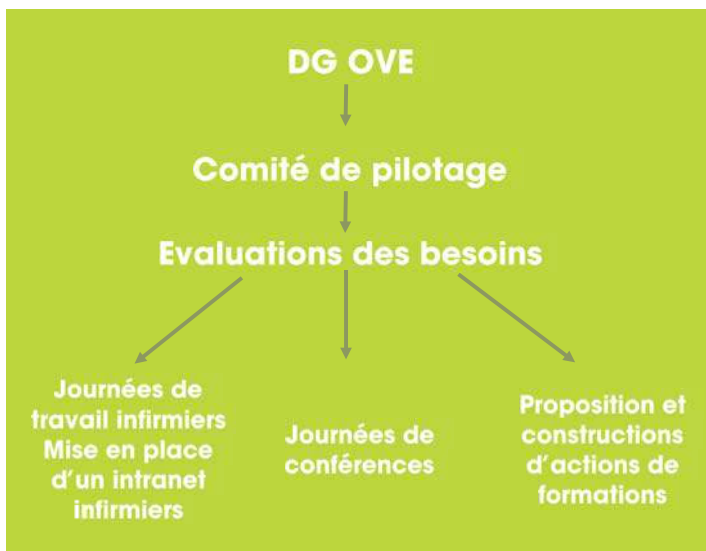 DG OVE
Comité de pilotage
Evaluations des besoins
Journées de
travail infirmiers
Mise en place
d'un intranet
infirmiers
Journées de
conférences
Proposition et
constructions
d'actions de
formations